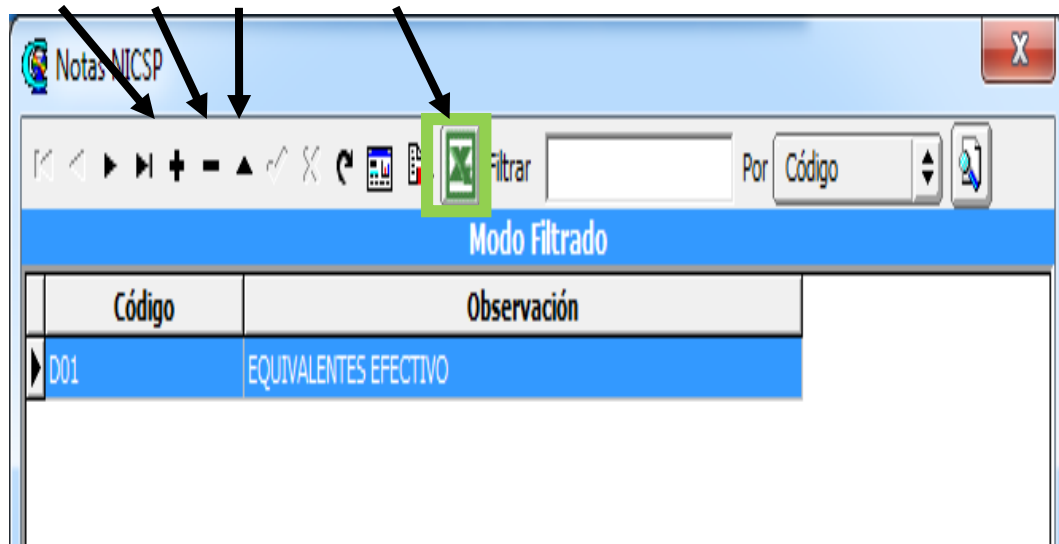 Notas NICSP
X
Filtrar Por Código
Modo Filtrado
Código Observación
D01 EQUIVALENTES EFECTIVO